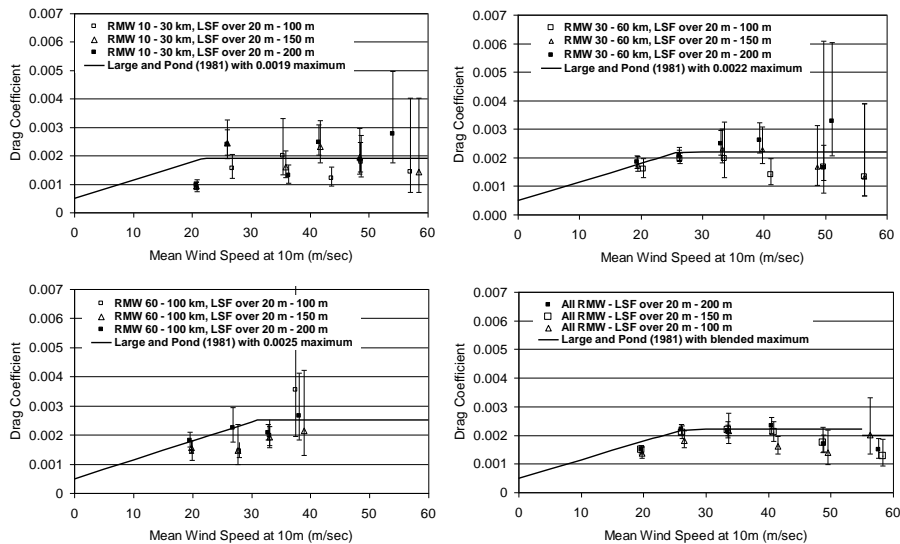 0.007
0.006
0.005
0.004
0.003
0.002
0.001
0
Drag Coefficient
RMW 10 - 30 km, LSF over 20 m - 100 m
RMW 10 - 30 km, LSF over 20 m - 150 m
RMW 10 - 30 km, LSF over 20 m - 200 m
Large and Pond (1981) with 0.0019 maximum
0 10 20 30 40 50 60
Mean Wind Speed at 10m (m/sec)
0.007
0.006
0.005
0.004
0.003
0.002
0.001
0.000
Drag Coefficient
RMW 30 - 60 km, LSF over 20 m - 100 m
RMW 30 - 60 km, LSF over 20 m - 150 m
RMW 30 - 60 km, LSF over 20 m - 200 m
Large and Pond (1981) with 0.0022 maximum
0 10 20 30 40 50 60
Mean Wind Speed at 10m (m/sec)
0.007
0.006
0.005
0.004
0.003
0.002
0.001
0
Drag Coefficient
RMW 60 - 100 km, LSF over 20 m - 100 m
RMW 60 - 100 km, LSF over 20 m - 150 m
RMW 60 - 100 km, LSF over 20 m - 200 m
Large and Pond (1981) with 0.0025 maximum
0 10 20 30 40 50 60
Mean Wind Speed at 10m (m/sec)
0.007
0.006
0.005
0.004
0.003
0.002
0.001
0
Drag Coefficient
All RMW - LSF over 20 m - 200 m
All RMW - LSF over 20 m - 150 m
All RMW - LSF over 20 m - 100 m
Large and Pond (1981) with blended maximum
0 10 20 30 40 50 60
Mean Wind Speed at 10m (m/sec)